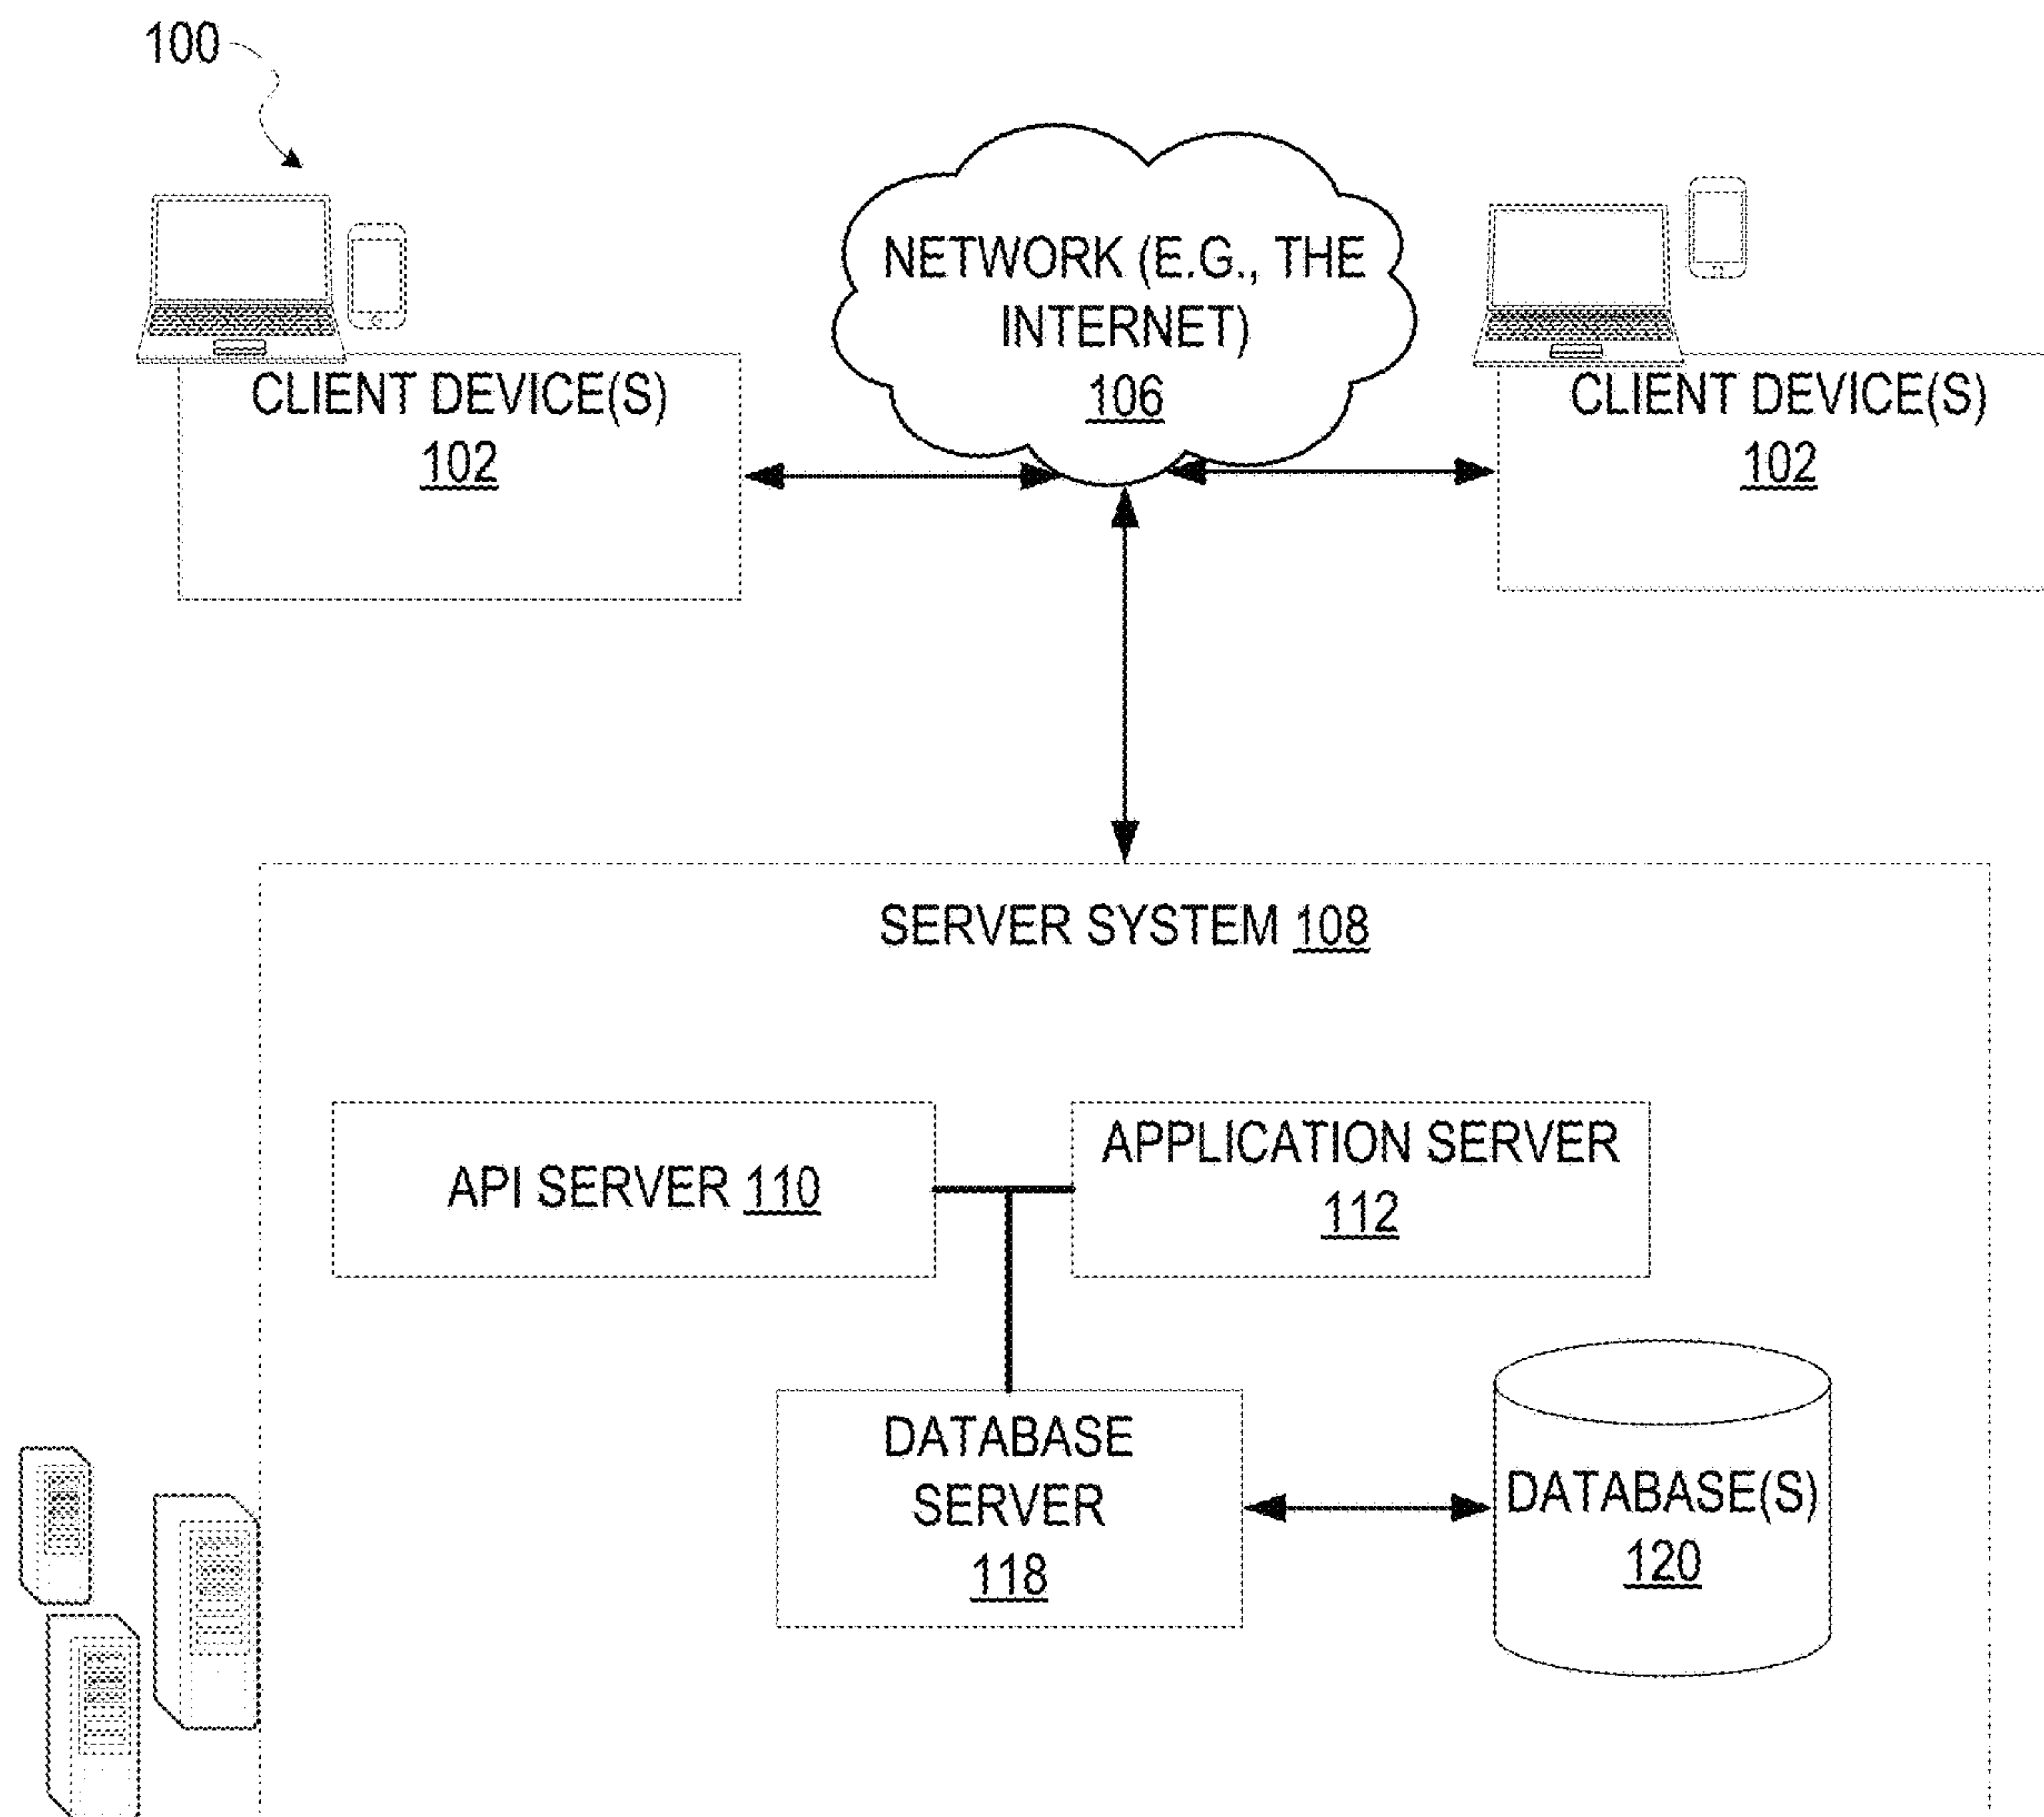 100
NETWORK (E.G., THE
INTERNET)
106
CLIENT DEVICE(S)
102
CLIENT DEVICE(S)
102
SERVER SYSTEM 108
API SERVER 110
APPLICATION SERVER
112
DATABASE
SERVER
118
DATABASE(S)
120